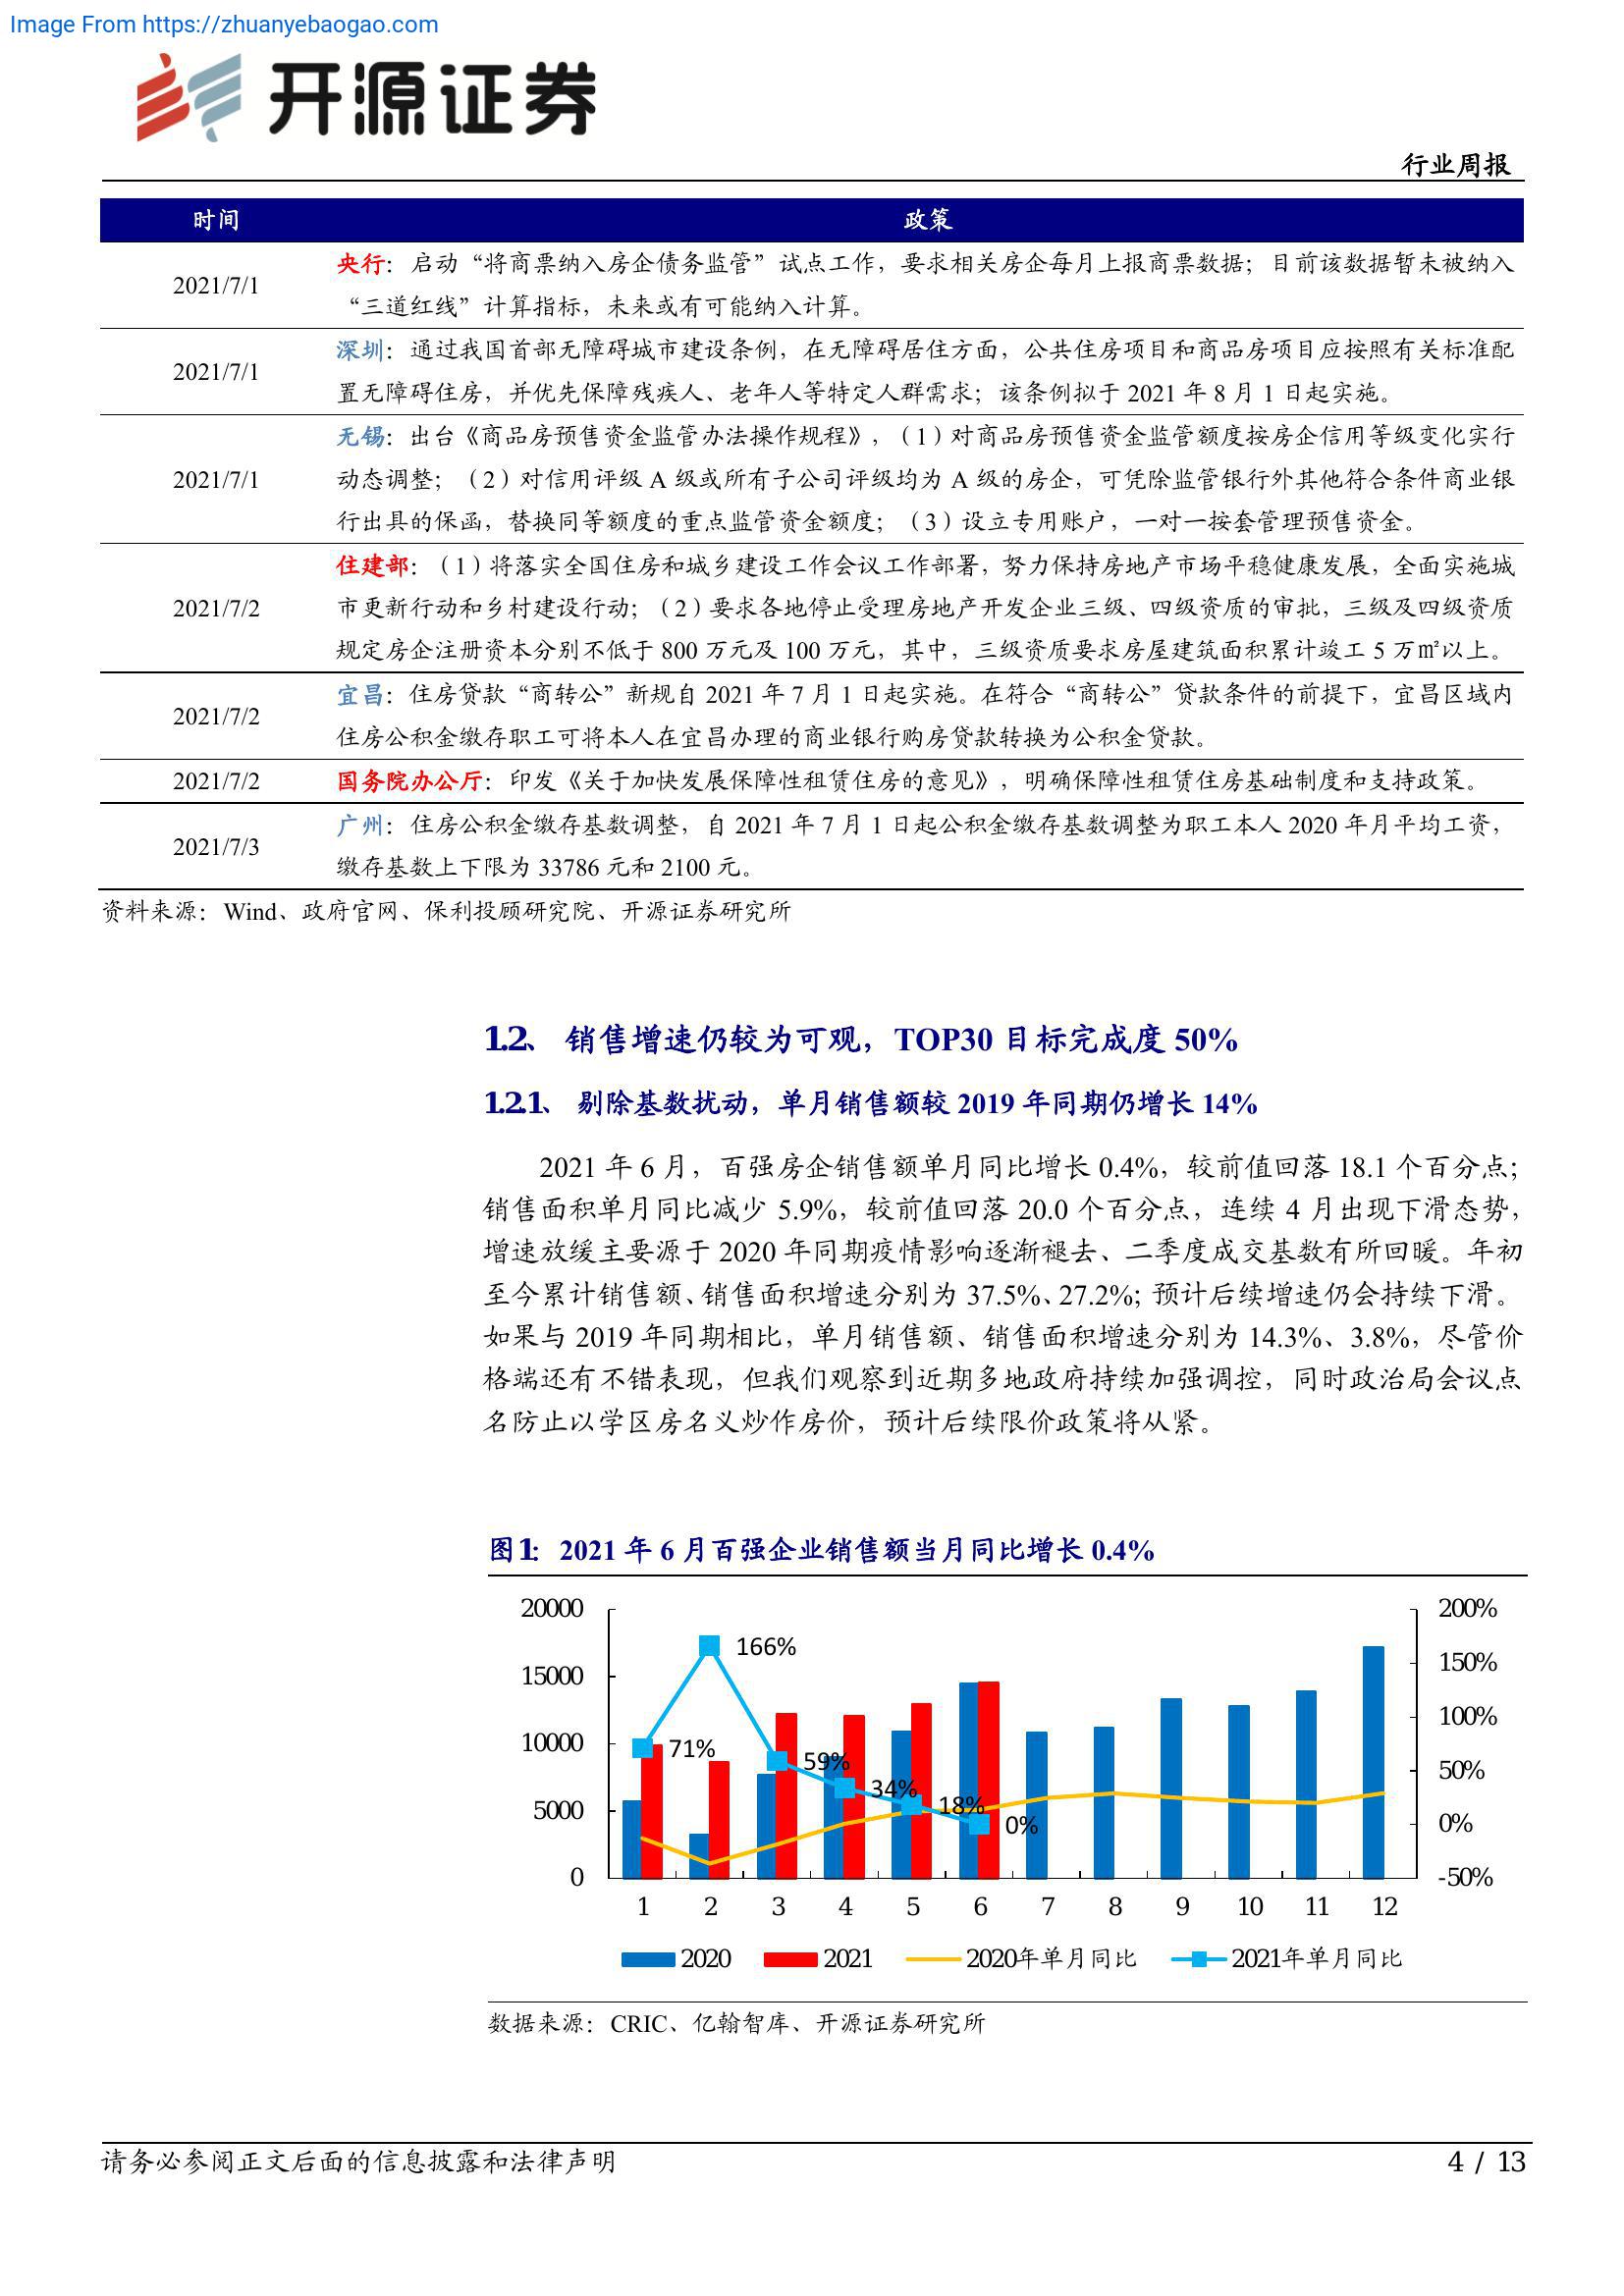 Image From https://zhuanyebaogao.com
开源证券
行业周报
时间 政策
2021/7/1
央行：启动“将商票纳入房企债务监管”试点工作，要求相关房企每月上报商票数据；目前该数据暂未被纳入
“三道红线”计算指标，未来或有可能纳入计算。
2021/7/1
深圳：通过我国首部无障碍城市建设条例，在无障碍居住方面，公共住房项目和商品房项目应按照有关标准配
置无障碍住房，并优先保障残疾人、老年人等特定人群需求；该条例拟于 2021 年 8 月 1 日起实施。
2021/7/1
无锡：出台《商品房预售资金监管办法操作规程》，（1）对商品房预售资金监管额度按房企信用等级变化实行
动态调整；（2）对信用评级 A 级或所有子公司评级均为 A 级的房企，可凭除监管银行外其他符合条件商业银
行出具的保函，替换同等额度的重点监管资金额度；（3）设立专用账户，一对一按套管理预售资金。
2021/7/2
住建部：（1）将落实全国住房和城乡建设工作会议工作部署，努力保持房地产市场平稳健康发展，全面实施城
市更新行动和乡村建设行动；（2）要求各地停止受理房地产开发企业三级、四级资质的审批，三级及四级资质
规定房企注册资本分别不低于 800 万元及 100 万元，其中，三级资质要求房屋建筑面积累计竣工 5 万㎡以上。
2021/7/2
宜昌：住房贷款“商转公”新规自 2021 年 7 月 1 日起实施。在符合“商转公”贷款条件的前提下，宜昌区域内
住房公积金缴存职工可将本人在宜昌办理的商业银行购房贷款转换为公积金贷款。
2021/7/2
国务院办公厅：印发《关于加快发展保障性租赁住房的意见》，明确保障性租赁住房基础制度和支持政策。
2021/7/3
广州：住房公积金缴存基数调整，自 2021 年 7 月 1 日起公积金缴存基数调整为职工本人 2020 年月平均工资，
缴存基数上下限为 33786 元和 2100 元。
资料来源：Wind、政府官网、保利投顾研究院、开源证券研究所
1.2、 销售增速仍较为可观，TOP30 目标完成度 50%
1.2.1、 剔除基数扰动，单月销售额较 2019 年同期仍增长 14%
2021 年 6 月，百强房企销售额单月同比增长 0.4%，较前值回落 18.1 个百分点；
销售面积单月同比减少 5.9%，较前值回落 20.0 个百分点，连续 4 月出现下滑态势，
增速放缓主要源于 2020 年同期疫情影响逐渐褪去、二季度成交基数有所回暖。年初
至今累计销售额、销售面积增速分别为 37.5%、27.2%；预计后续增速仍会持续下滑。
如果与 2019 年同期相比，单月销售额、销售面积增速分别为 14.3%、3.8%，尽管价
格端还有不错表现，但我们观察到近期多地政府持续加强调控，同时政治局会议点
名防止以学区房名义炒作房价，预计后续限价政策将从紧。
图 1： 2021 年 6 月百强企业销售额当月同比增长 0.4%
20000 200%
166%
15000 150%
100%
10000 71% 59% 50%
34%
5000 18% 0% 0%
0 -50%
1 2 3 4 5 6 7 8 9 10 11 12
2020 2021 2020年单月同比 2021年单月同比
数据来源：CRIC、亿翰智库、开源证券研究所
请务必参阅正文后面的信息披露和法律声明 4 / 13